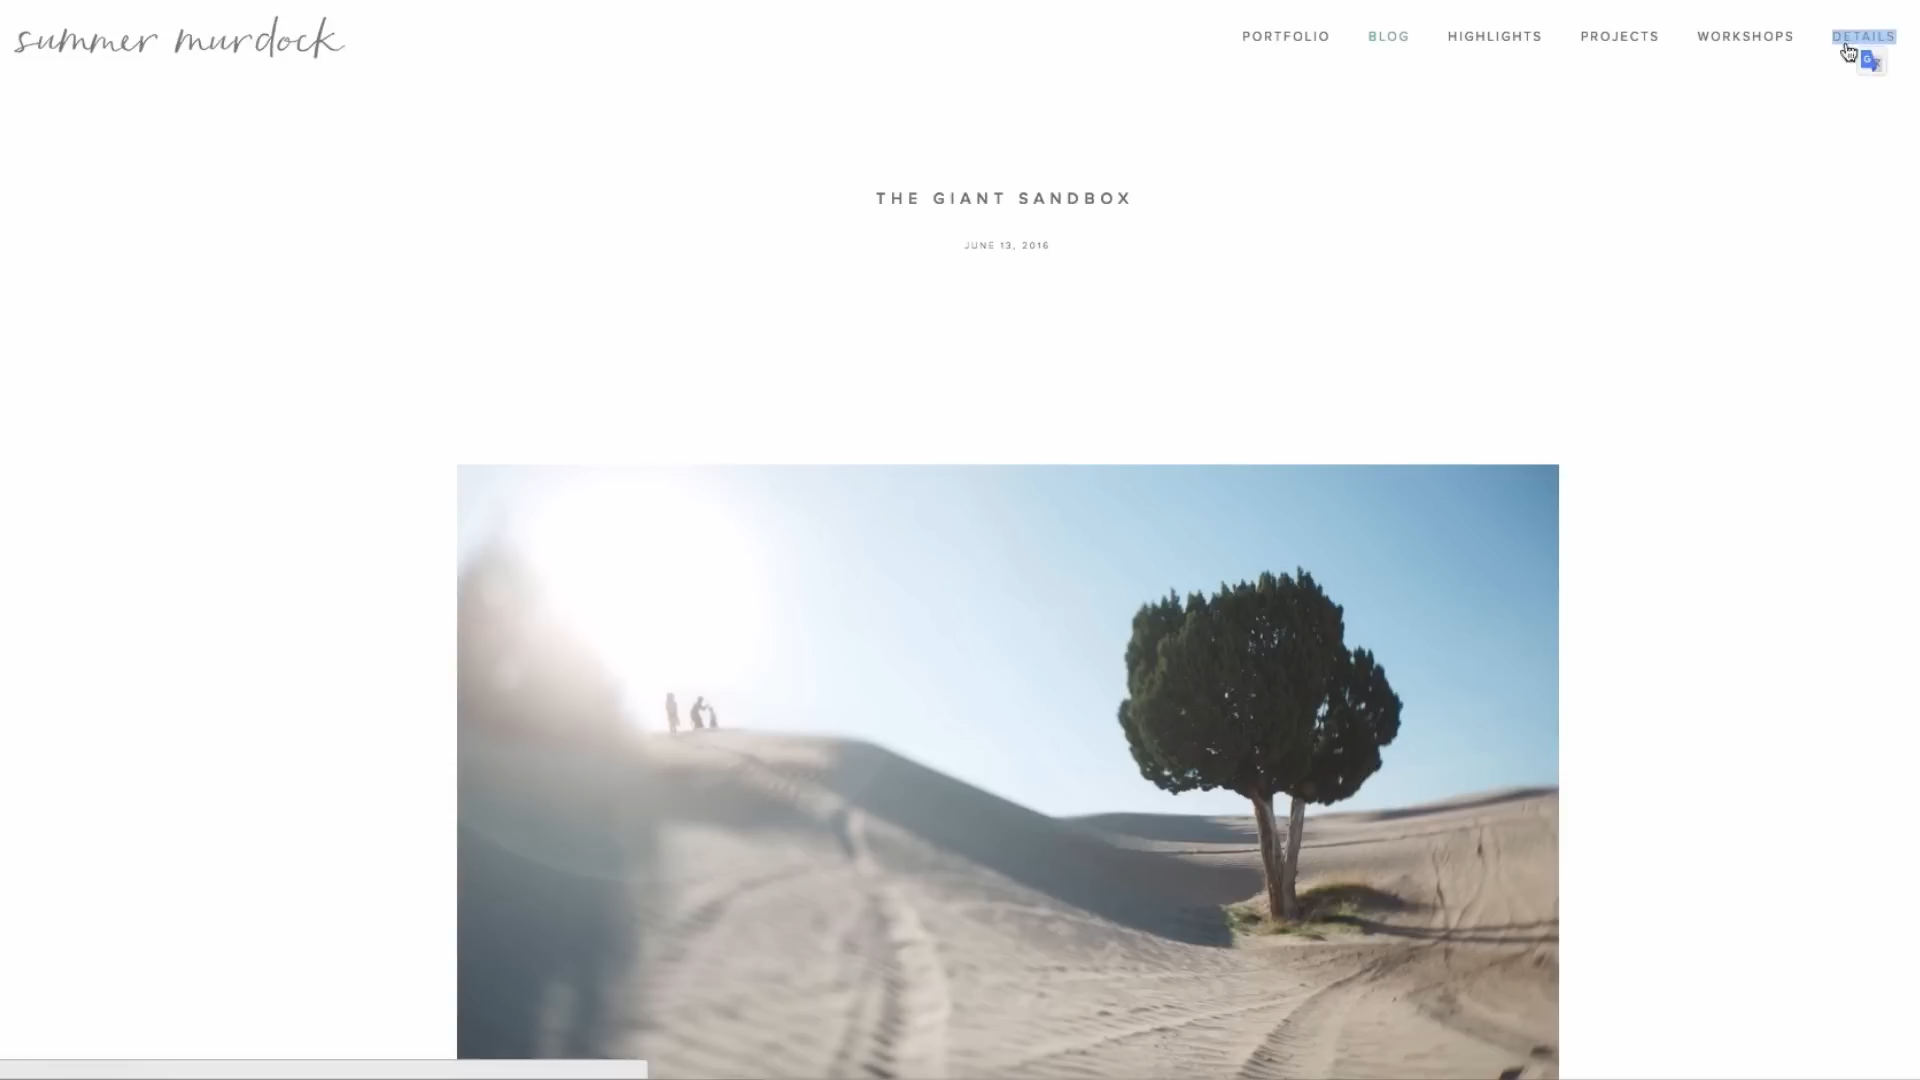 summer murdock
PORTFOLIO BLOG HIGHLIGHTS PROJECTS WORKSHOPS DETAILS
THE GIANT SANDBOX
JUNE 13, 2016